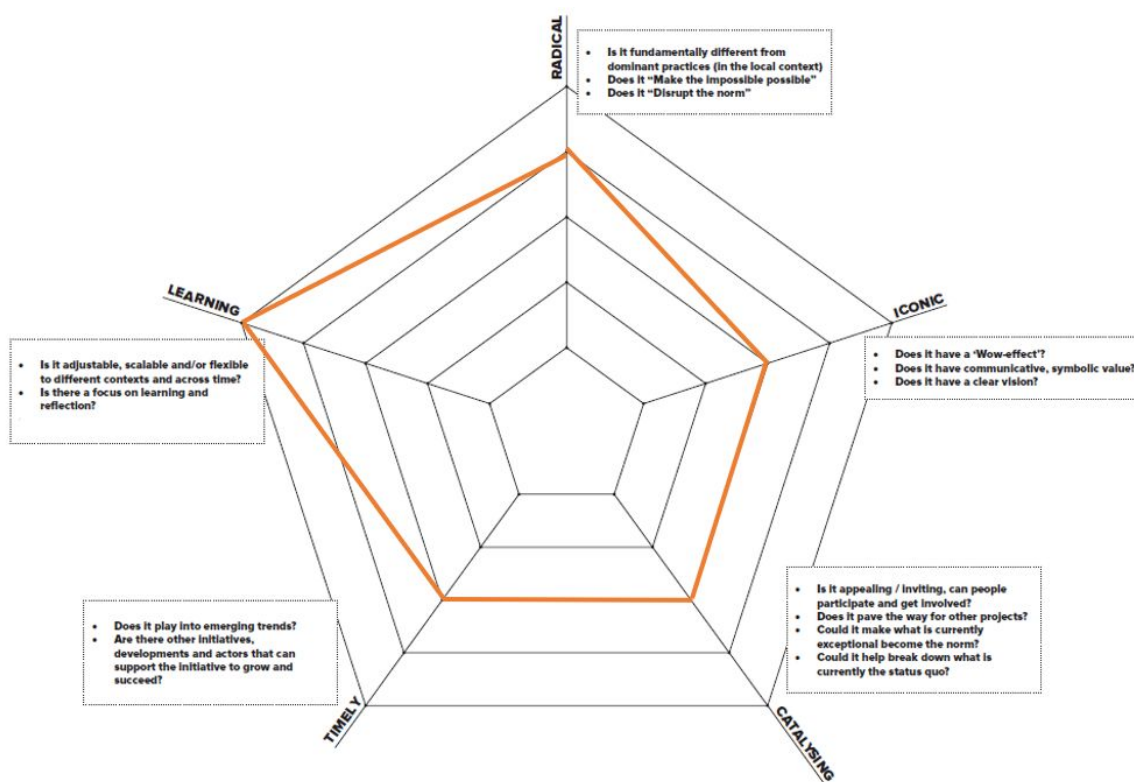 RADICAL
• Is it fundamentally different from
dominant practices (in the local context)
• Does it “Make the impossible possible”
• Does it “Disrupt the norm”
LEARNING
• Is it adjustable, scalable and/or flexible
to different contexts and across time?
• Is there a focus on learning and
reflection?
ICONIC
• Does it have a ‘Wow-effect’?
• Does it have communicative, symbolic value?
• Does it have a clear vision?
• Does it play into emerging trends?
• Are there other initiatives,
developments and actors that can
support the initiative to grow and
succeed?
TIMELY
• Is it appealing / inviting, can people
participate and get involved?
• Does it pave the way for other projects?
• Could it make what is currently
exceptional become the norm?
• Could it help break down what is
currently the status quo?
CATALYSING